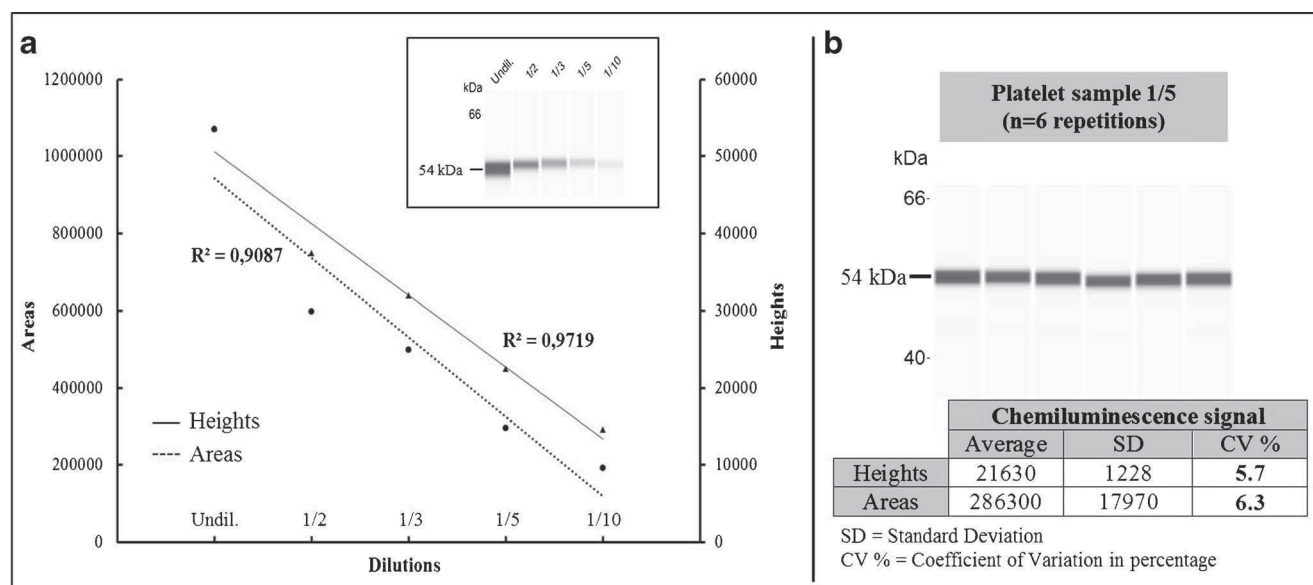 a
1200000
1000000
800000
600000
400000
200000
0
Areas
60000
50000
40000
30000
20000
10000
0
Heights
Undil. 1/2 1/3 1/5 1/10
kDa
66
54 kDa
R² = 0,9087
R² = 0,9719
Heights
Areas
Undil. 1/2 1/3 1/5 1/10
Dilutions
b
Platelet sample 1/5
(n=6 repetitions)
kDa
66-
54 kDa
40-
Chemiluminescence signal
Average SD CV %
Heights 21630 1228 5.7
Areas 286300 17970 6.3
SD = Standard Deviation
CV % = Coefficient of Variation in percentage